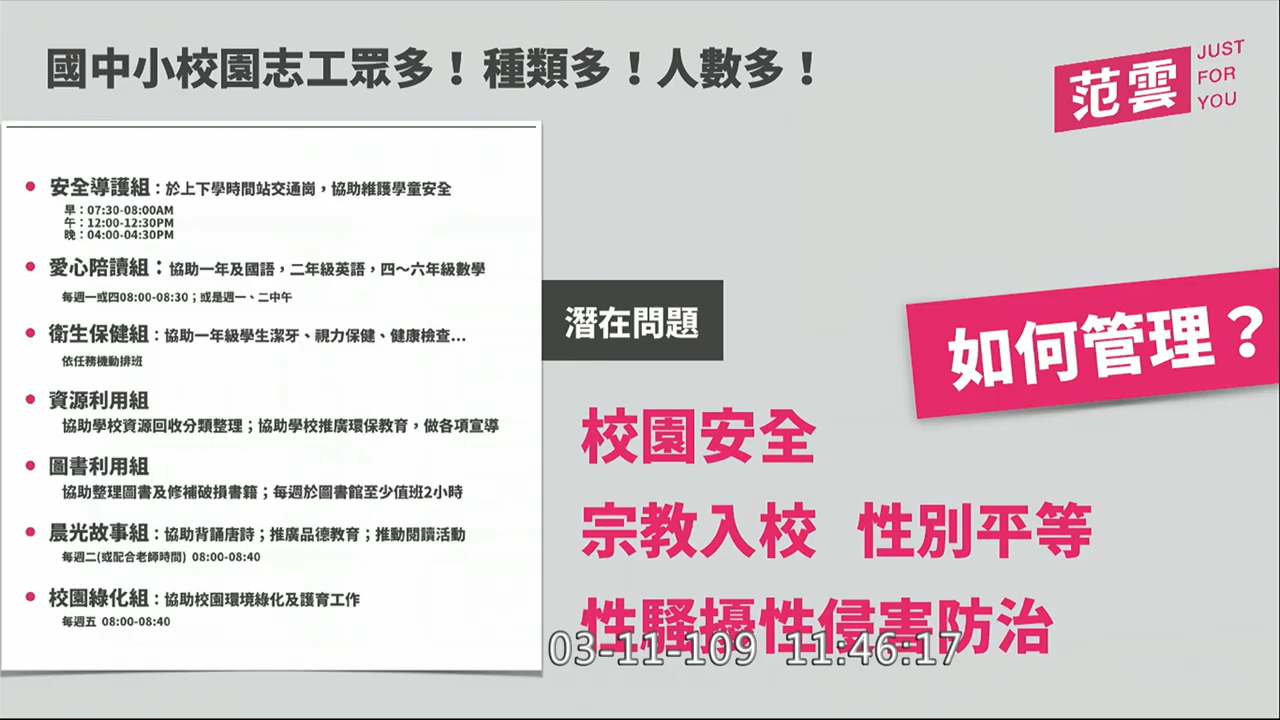 國中小校園志工眾多！種類多！人數多！
范雲
JUST
FOR
YOU
安全導護組：於上下學時間站交通崗，協助維護學童安全
早：07:30-08:00AM
午：12:00-12:30PM
晚：04:00-04:30PM
愛心陪讀組：協助一年及國語，二年級英語，四～六年級數學
每週一或四08:00-08:30；或是週一、二中午
衛生保健組：協助一年級學生潔牙、視力保健、健康檢查...
依任務機動排班
資源利用組
協助學校資源回收分類整理；協助學校推廣環保教育，做各項宣導
圖書利用組
協助整理圖書及修補破損書籍；每週於圖書館至少值班2小時
晨光故事組：協助背誦唐詩；推廣品德教育；推動閱讀活動
每週二(或配合老師時間) 08:00-08:40
校園綠化組：協助校園環境綠化及護育工作
每週五 08:00-08:40
潛在問題
如何管理？
校園安全
宗教入校 性別平等
性騷擾性侵害防治
03-11-109 11:46:17